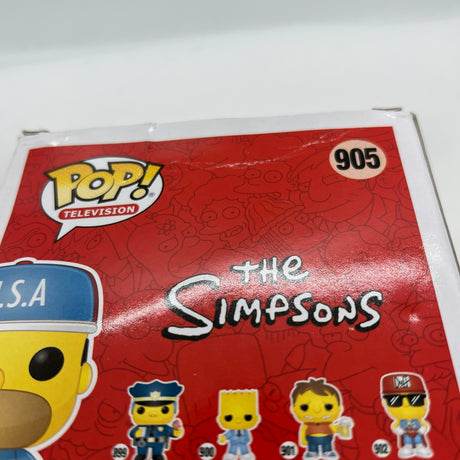 POP!
TELEVISION
905
.S.A
THE
SIMPSONS
899
900
901
902